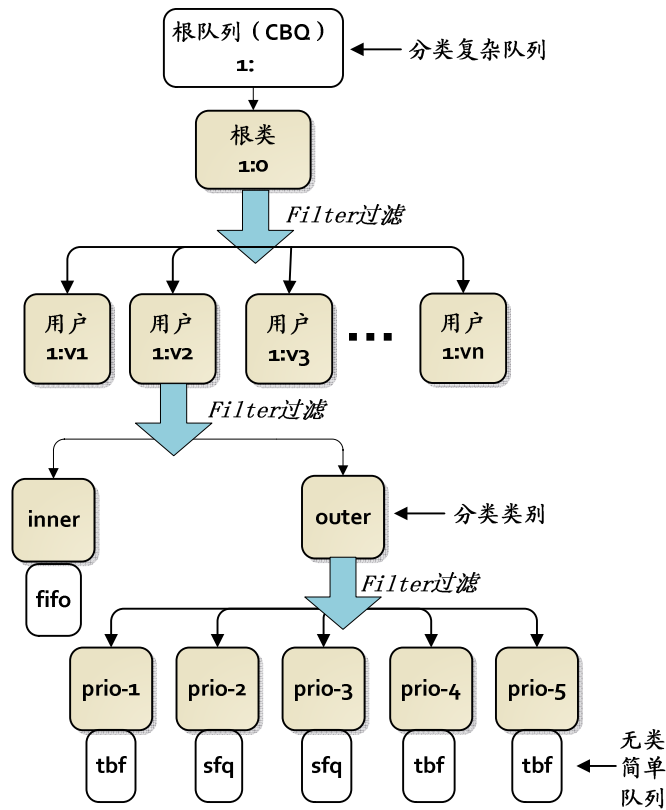 根队列（CBQ）
1:
分类复杂队列
根类
1:0
Filter过滤
用户
1:v1
用户
1:v2
用户
1:v3
...
用户
1:vn
Filter过滤
inner
outer
分类类别
fifo
Filter过滤
prio-1
prio-2
prio-3
prio-4
prio-5
tbf
sfq
sfq
tbf
tbf
无类
简单
队列